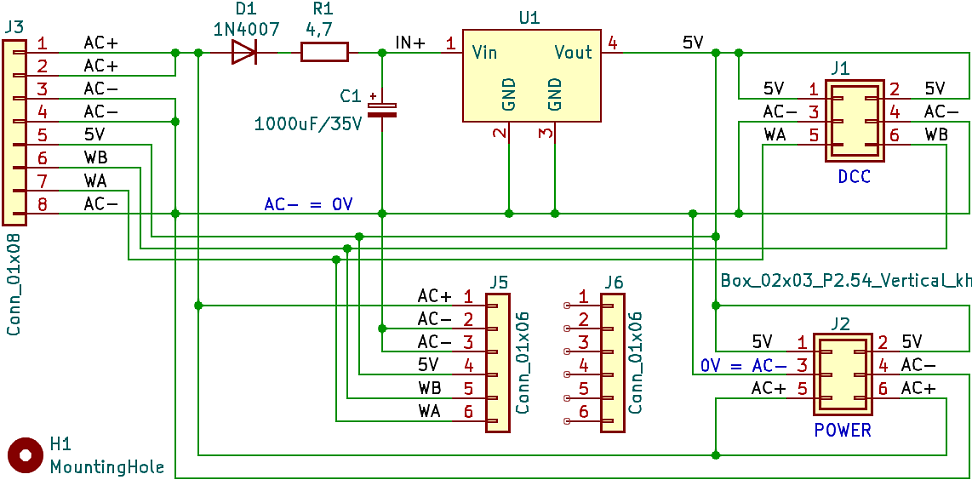 J3
Conn_01x08
1 AC+
2 AC+
3 AC-
4 AC-
5 5V
6 WB
7 WA
8 AC-
D1
1N4007
R1
4,7
IN+
C1
+
1000uF/35V
U1
1 Vin
Vout 4
GND GND
2 3
5V
AC- = 0V
J1
5V 1 2 5V
AC- 3 4 AC-
WA 5 6 WB
DCC
J5
AC+ 1
AC- 2
AC- 3
5V 4
WB 5
WA 6
Conn_01x06
J6
1
2
3
4
5
6
Conn_01x06
Box_02x03_P2.54_Vertical_kh
J2
5V 1 2 5V
0V = AC- 3 4 AC-
AC+ 5 6 AC+
POWER
H1
MountingHole